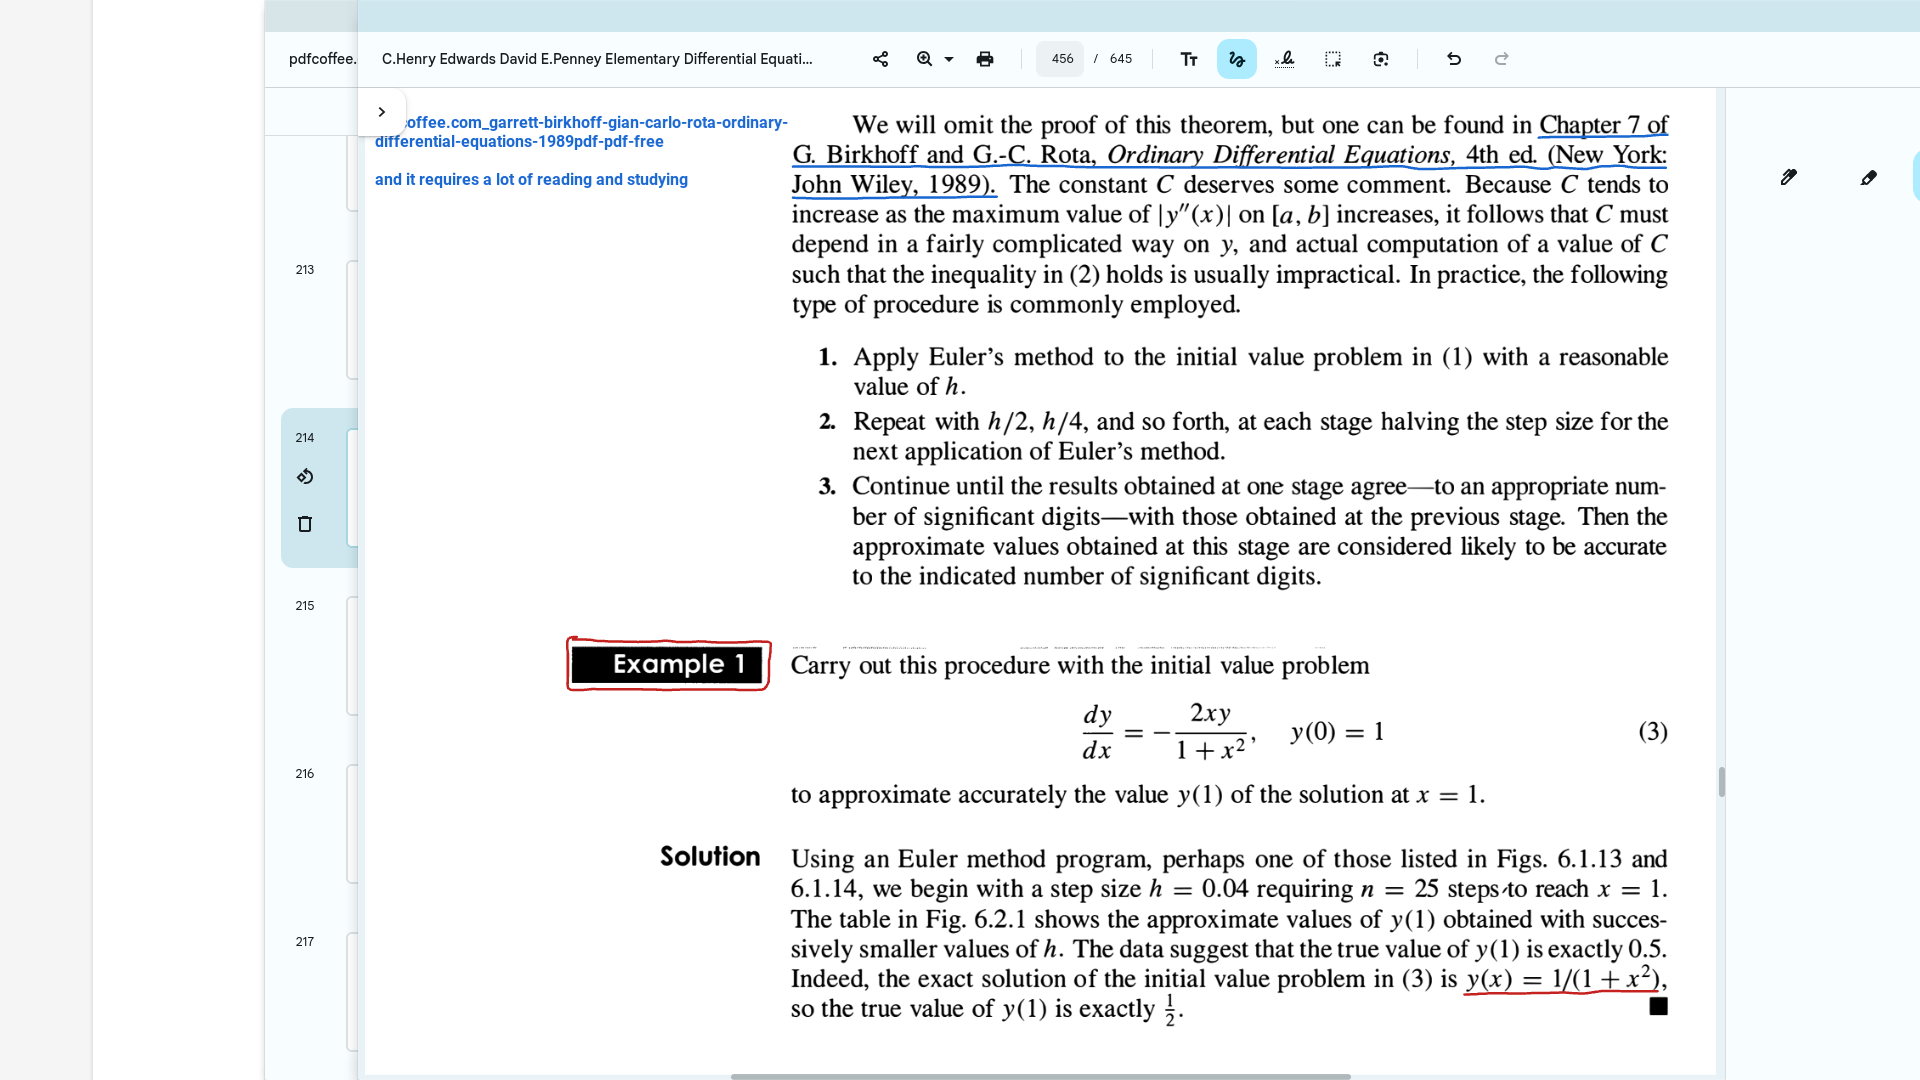 pdfcoffee.
C.Henry Edwards David E.Penney Elementary Differential Equati...
456 / 645
213
214
215
216
217
coffee.com_garrett-birkhoff-gian-carlo-rota-ordinary-
differential-equations-1989pdf-pdf-free
and it requires a lot of reading and studying
We will omit the proof of this theorem, but one can be found in Chapter 7 of
G. Birkhoff and G.-C. Rota, Ordinary Differential Equations, 4th ed. (New York:
John Wiley, 1989). The constant C deserves some comment. Because C tends to
increase as the maximum value of |y″(x)| on [a, b] increases, it follows that C must
depend in a fairly complicated way on y, and actual computation of a value of C
such that the inequality in (2) holds is usually impractical. In practice, the following
type of procedure is commonly employed.
1. Apply Euler's method to the initial value problem in (1) with a reasonable
value of h.
2. Repeat with h/2, h/4, and so forth, at each stage halving the step size for the
next application of Euler's method.
3. Continue until the results obtained at one stage agree—to an appropriate num-
ber of significant digits—with those obtained at the previous stage. Then the
approximate values obtained at this stage are considered likely to be accurate
to the indicated number of significant digits.
Example 1
Carry out this procedure with the initial value problem
dy/dx = −2xy/(1 + x²), y(0) = 1 (3)
to approximate accurately the value y(1) of the solution at x = 1.
Solution
Using an Euler method program, perhaps one of those listed in Figs. 6.1.13 and
6.1.14, we begin with a step size h = 0.04 requiring n = 25 steps to reach x = 1.
The table in Fig. 6.2.1 shows the approximate values of y(1) obtained with succes-
sively smaller values of h. The data suggest that the true value of y(1) is exactly 0.5.
Indeed, the exact solution of the initial value problem in (3) is y(x) = 1/(1 + x²),
so the true value of y(1) is exactly ½.